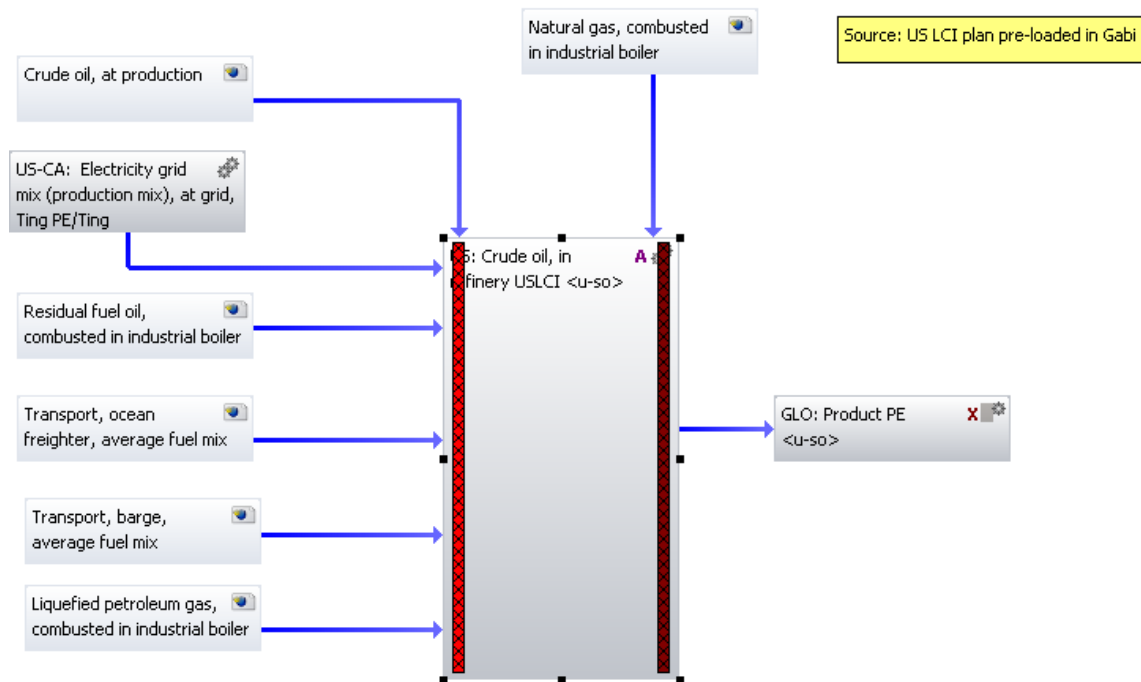 Natural gas, combusted
in industrial boiler
Source: US LCI plan pre-loaded in Gabi
Crude oil, at production
US-CA: Electricity grid
mix (production mix), at grid,
Ting PE/Ting
S: Crude oil, in
finery USLCI <u-so>
A
Residual fuel oil,
combusted in industrial boiler
Transport, ocean
freighter, average fuel mix
GLO: Product PE
<u-so>
X
Transport, barge,
average fuel mix
Liquefied petroleum gas,
combusted in industrial boiler